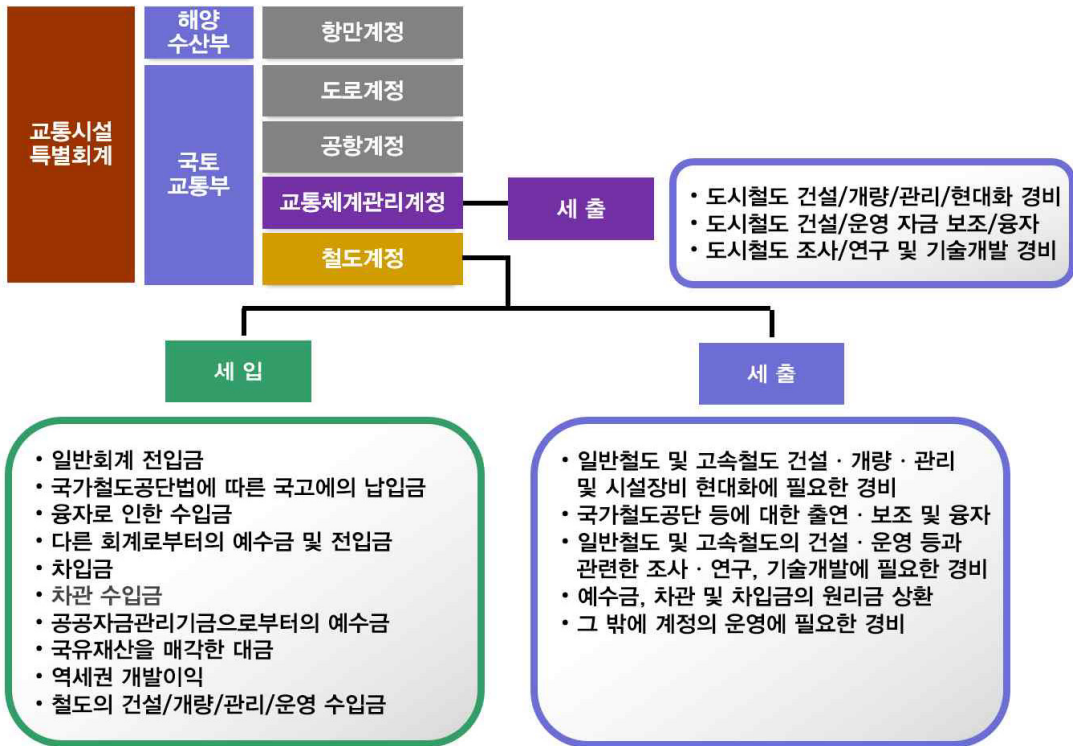 교통시설
특별회계
해양
수산부
국토
교통부
항만계정
도로계정
공항계정
교통체계관리계정
철도계정
세 출
• 도시철도 건설/개량/관리/현대화 경비
• 도시철도 건설/운영 자금 보조/융자
• 도시철도 조사/연구 및 기술개발 경비
세 입
• 일반회계 전입금
• 국가철도공단법에 따른 국고에의 납입금
• 융자로 인한 수입금
• 다른 회계로부터의 예수금 및 전입금
• 차입금
• 차관 수입금
• 공공자금관리기금으로부터의 예수금
• 국유재산을 매각한 대금
• 역세권 개발이익
• 철도의 건설/개량/관리/운영 수입금
세 출
• 일반철도 및 고속철도 건설 · 개량 · 관리
및 시설장비 현대화에 필요한 경비
• 국가철도공단 등에 대한 출연 · 보조 및 융자
• 일반철도 및 고속철도의 건설 · 운영 등과
관련한 조사 · 연구, 기술개발에 필요한 경비
• 예수금, 차관 및 차입금의 원리금 상환
• 그 밖에 계정의 운영에 필요한 경비